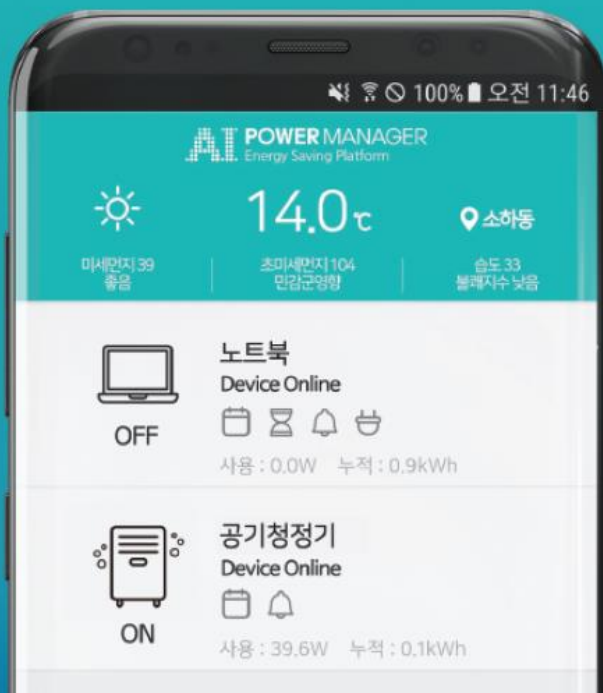 100% 오전 11:46
AI POWER MANAGER
Energy Saving Platform
14.0℃
소하동
미세먼지 39
좋음
초미세먼지 104
민감군영향
습도 33
불쾌지수 낮음
노트북
Device Online
OFF
사용 : 0.0W 누적 : 0.9kWh
공기청정기
Device Online
ON
사용 : 39.6W 누적 : 0.1kWh